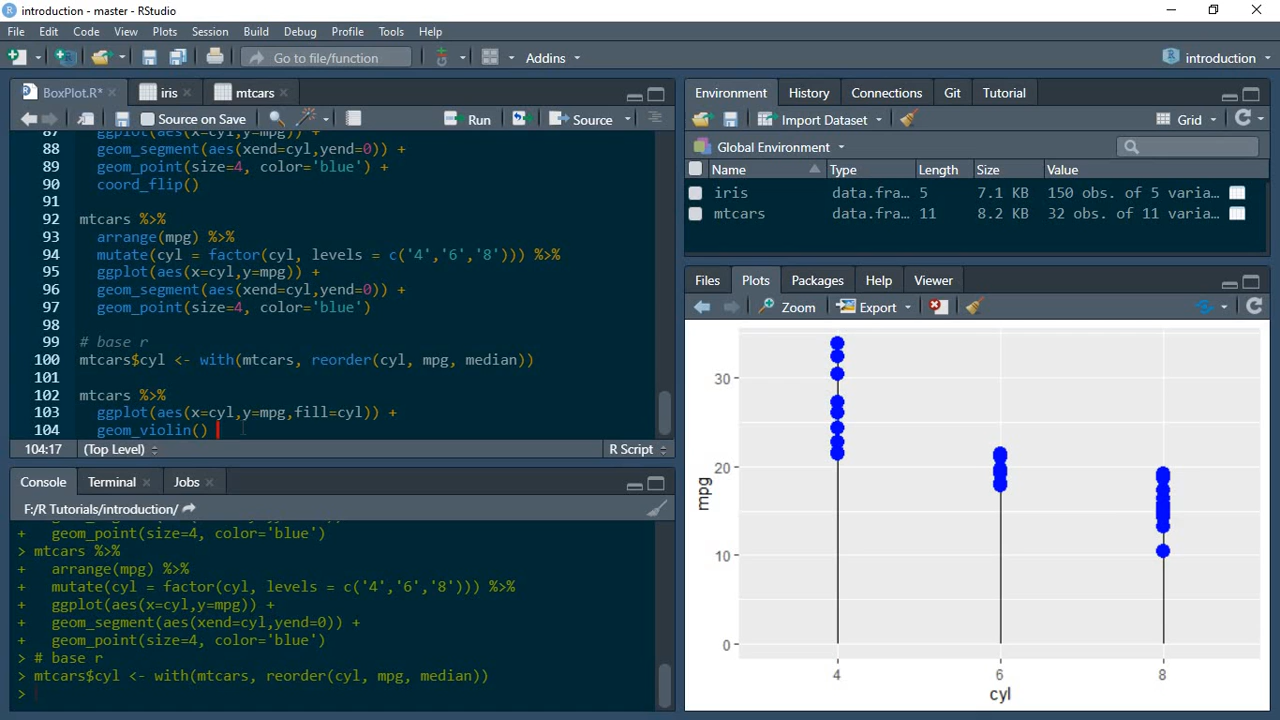 introduction - master - RStudio
File Edit Code View Plots Session Build Debug Profile Tools Help
Go to file/function Addins introduction
BoxPlot.R* iris mtcars
Source on Save Run Source
87 ggplot(aes(x=cyl,y=mpg)) +
88 geom_segment(aes(xend=cyl,yend=0)) +
89 geom_point(size=4, color='blue') +
90 coord_flip()
91
92 mtcars %>%
93 arrange(mpg) %>%
94 mutate(cyl = factor(cyl, levels = c('4','6','8'))) %>%
95 ggplot(aes(x=cyl,y=mpg)) +
96 geom_segment(aes(xend=cyl,yend=0)) +
97 geom_point(size=4, color='blue')
98
99 # base r
100 mtcars$cyl <- with(mtcars, reorder(cyl, mpg, median))
101
102 mtcars %>%
103 ggplot(aes(x=cyl,y=mpg,fill=cyl)) +
104 geom_violin()
104:17 (Top Level) R Script
Console Terminal Jobs
F:/R Tutorials/introduction/
+ geom_point(size=4, color='blue')
> mtcars %>%
+ arrange(mpg) %>%
+ mutate(cyl = factor(cyl, levels = c('4','6','8'))) %>%
+ ggplot(aes(x=cyl,y=mpg)) +
+ geom_segment(aes(xend=cyl,yend=0)) +
+ geom_point(size=4, color='blue')
> # base r
> mtcars$cyl <- with(mtcars, reorder(cyl, mpg, median))
>
Environment History Connections Git Tutorial
Import Dataset Grid
Global Environment
Name Type Length Size Value
iris data.fra… 5 7.1 KB 150 obs. of 5 varia…
mtcars data.fra… 11 8.2 KB 32 obs. of 11 varia…
Files Plots Packages Help Viewer
Zoom Export
30
20
10
0
mpg
4 6 8
cyl